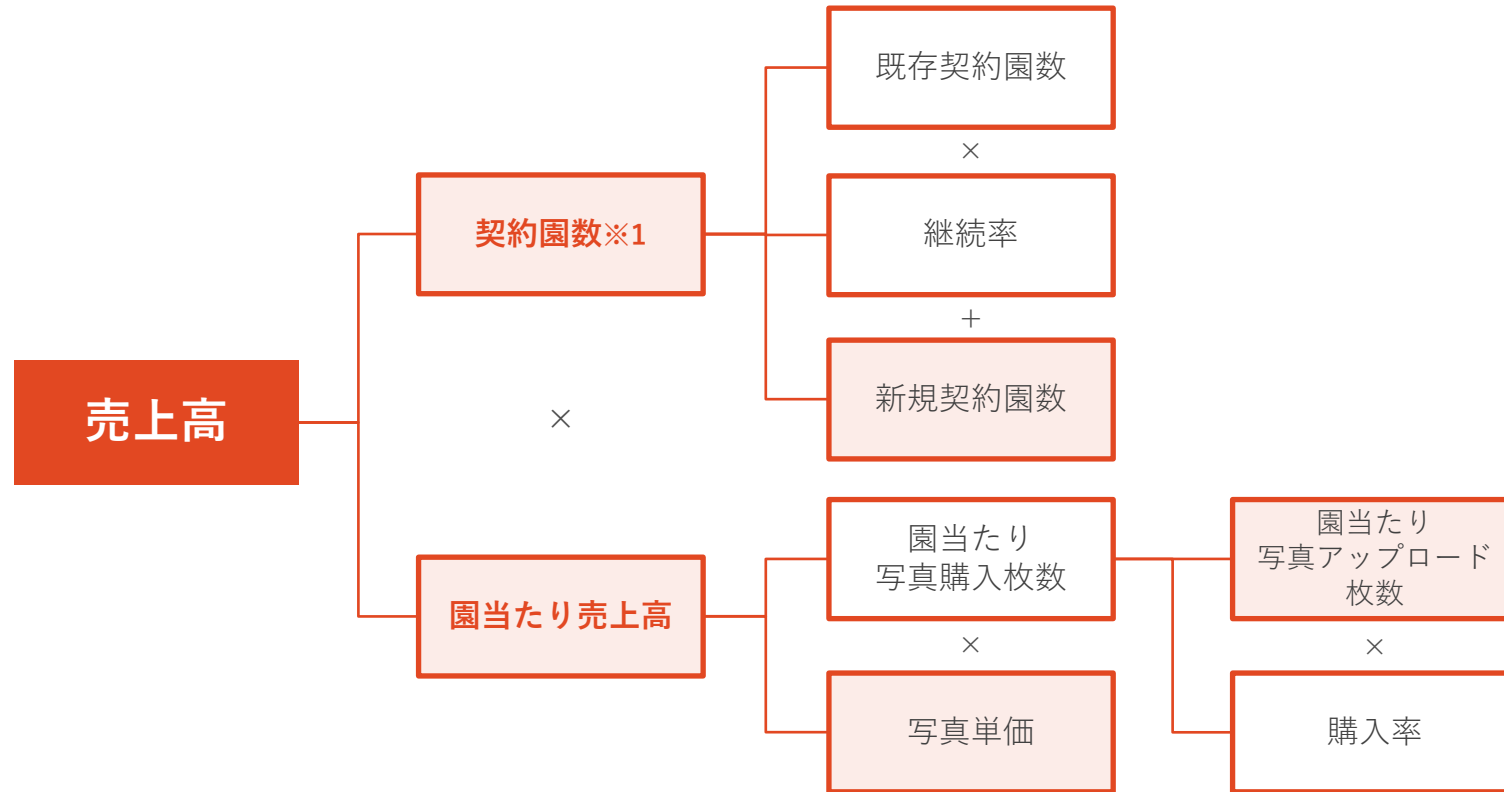 売上高
契約園数※1
×
園当たり売上高
既存契約園数
×
継続率
+
新規契約園数
園当たり
写真購入枚数
×
写真単価
園当たり
写真アップロード
枚数
×
購入率